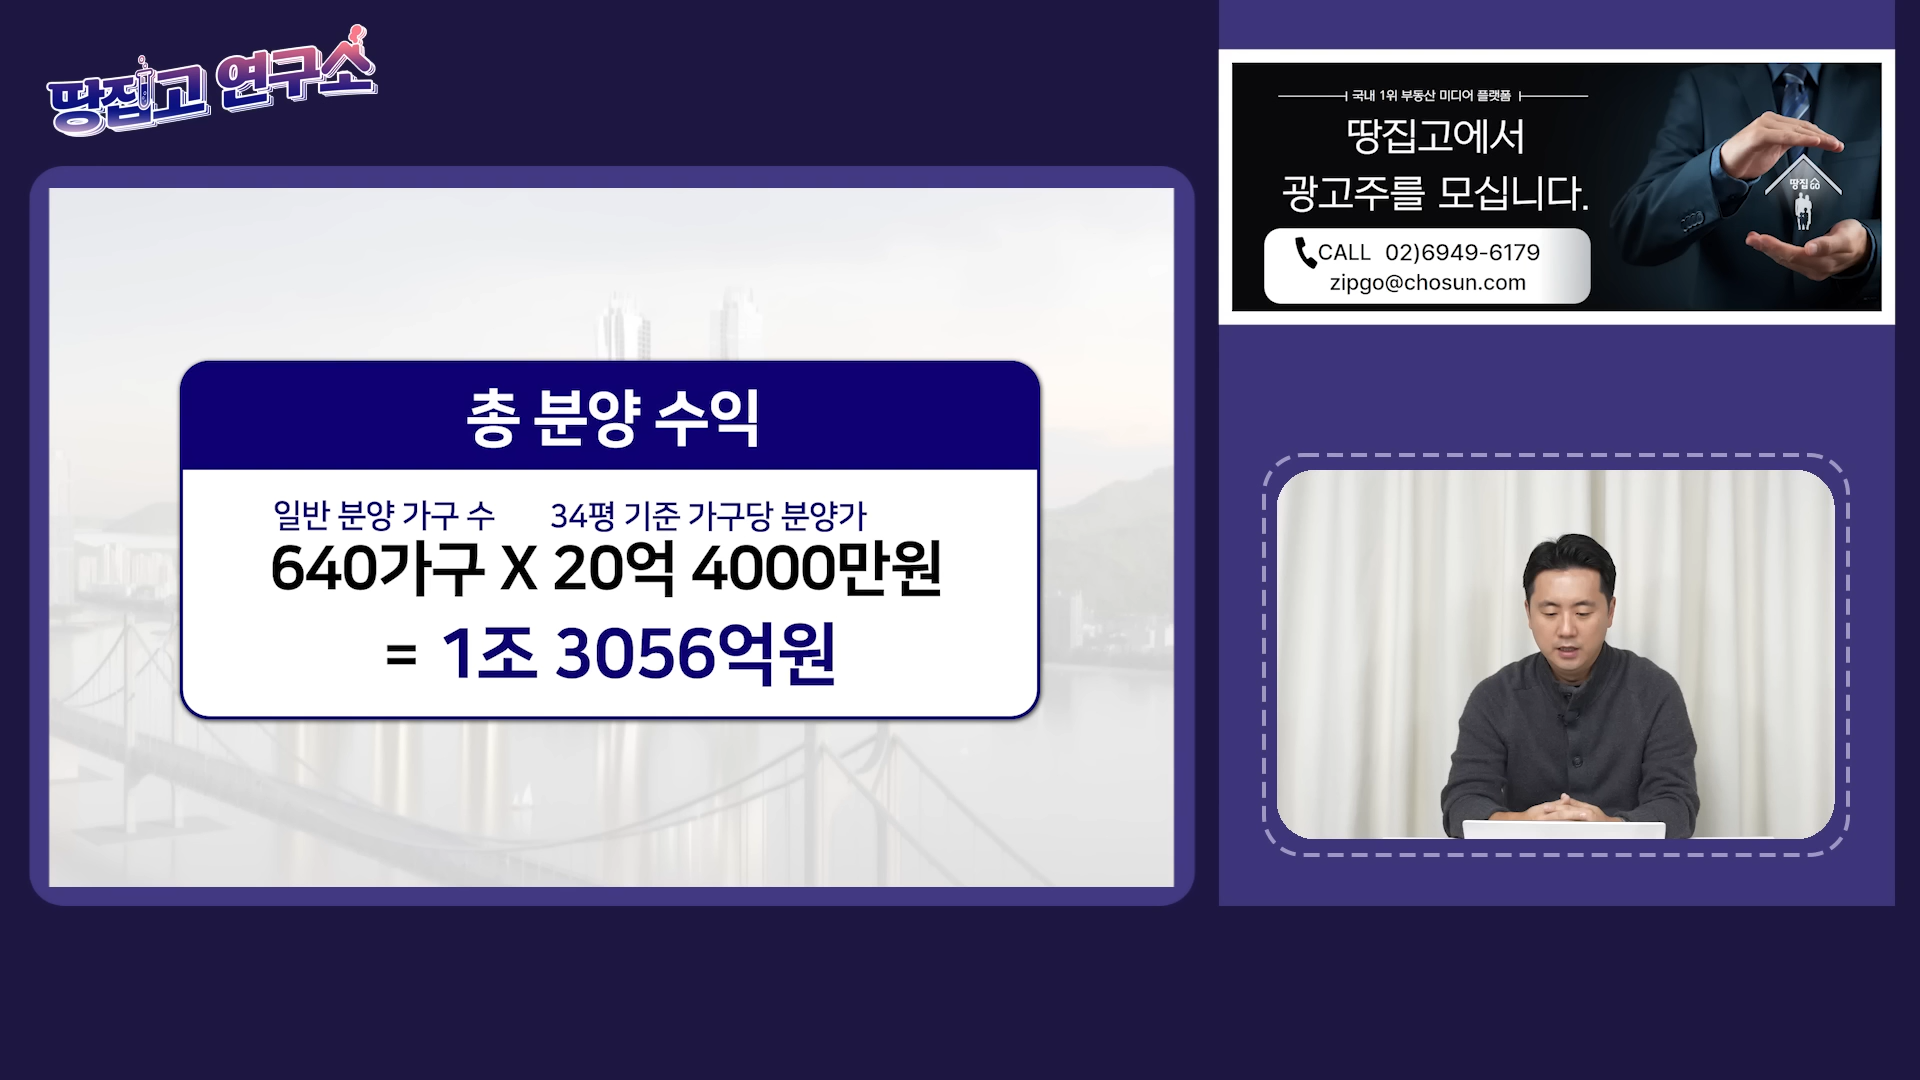 땅집고 연구소
총 분양 수익
일반 분양 가구 수 34평 기준 가구당 분양가
640가구 X 20억 4000만원
= 1조 3056억원
국내 1위 부동산 미디어 플랫폼
땅집고에서
광고주를 모십니다.
땅집GO
CALL 02)6949-6179
zipgo@chosun.com